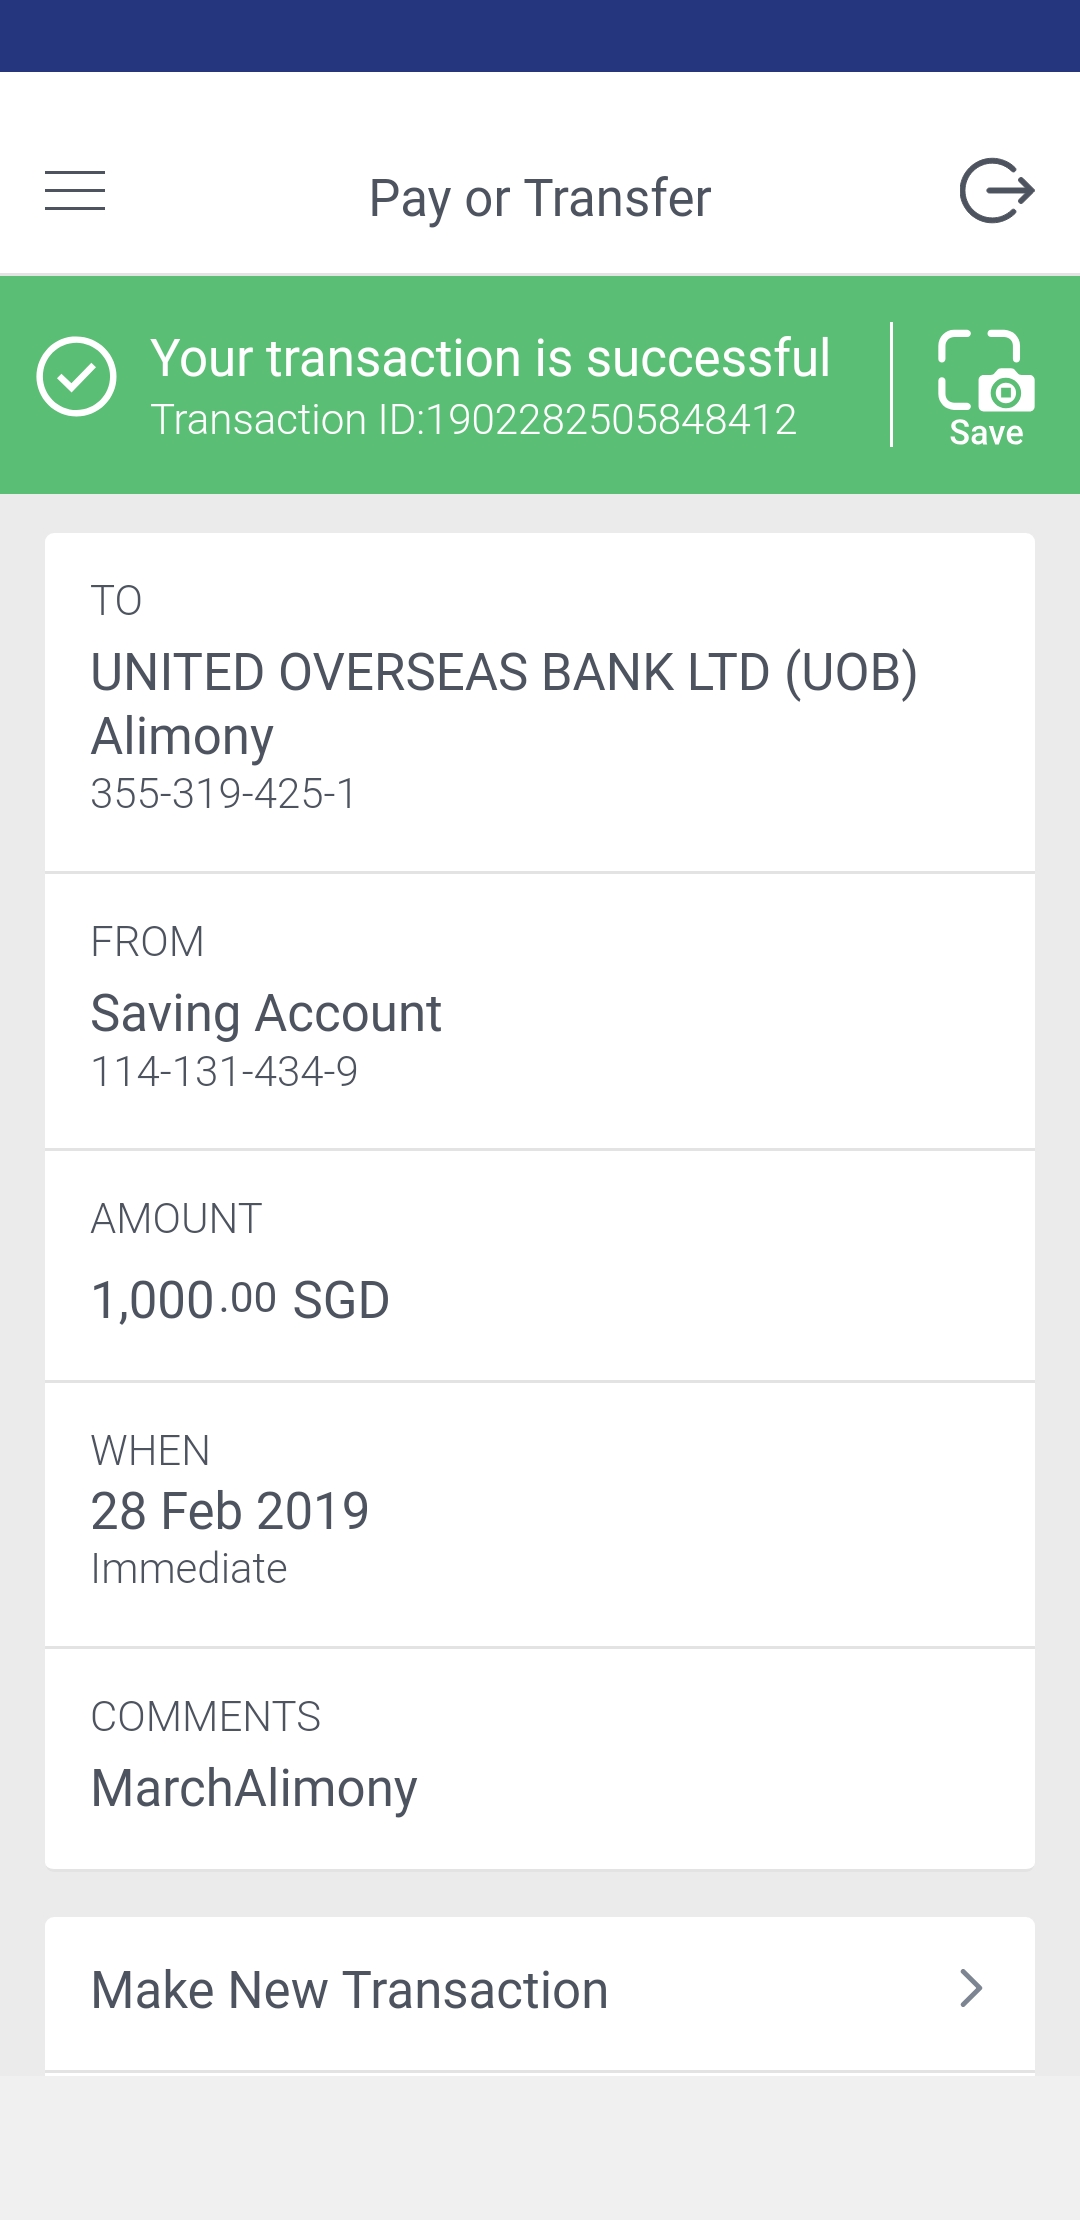 Pay or Transfer
Your transaction is successful
Transaction ID:1902282505848412
Save
TO
UNITED OVERSEAS BANK LTD (UOB)
Alimony
355-319-425-1
FROM
Saving Account
114-131-434-9
AMOUNT
1,000.00 SGD
WHEN
28 Feb 2019
Immediate
COMMENTS
MarchAlimony
Make New Transaction